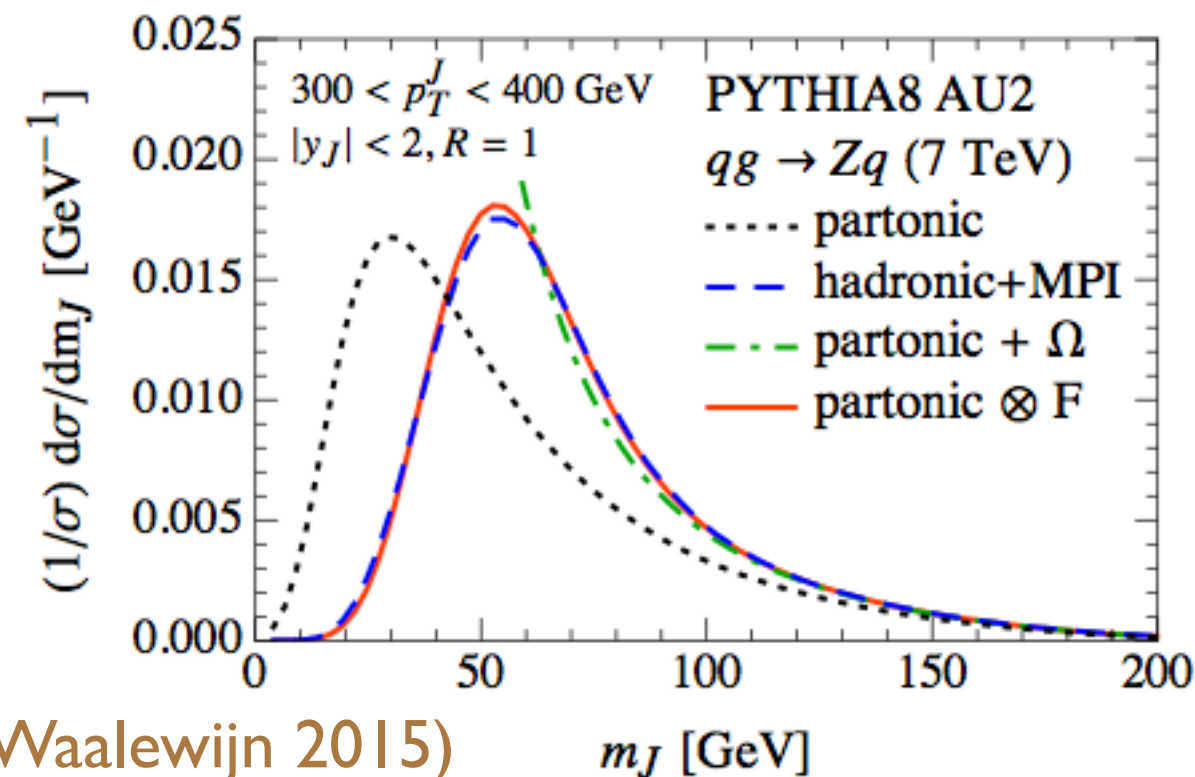 0.025
0.020
0.015
0.010
0.005
0.000
(1/σ) dσ/dm_J [GeV⁻¹]
300 < p_T^J < 400 GeV
|y_J| < 2, R = 1
PYTHIA8 AU2
qg → Zq (7 TeV)
partonic
hadronic+MPI
partonic + Ω
partonic ⊗ F
0 50 100 150 200
m_J [GeV]
Waalewijn 2015)